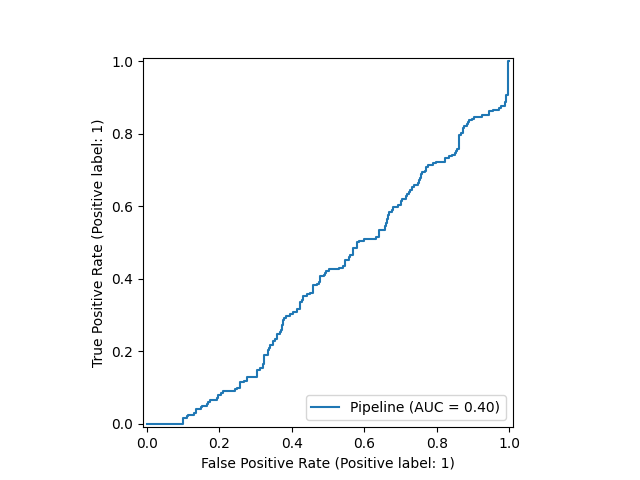 1.0
0.8
0.6
0.4
0.2
0.0
True Positive Rate (Positive label: 1)
Pipeline (AUC = 0.40)
0.0 0.2 0.4 0.6 0.8 1.0
False Positive Rate (Positive label: 1)